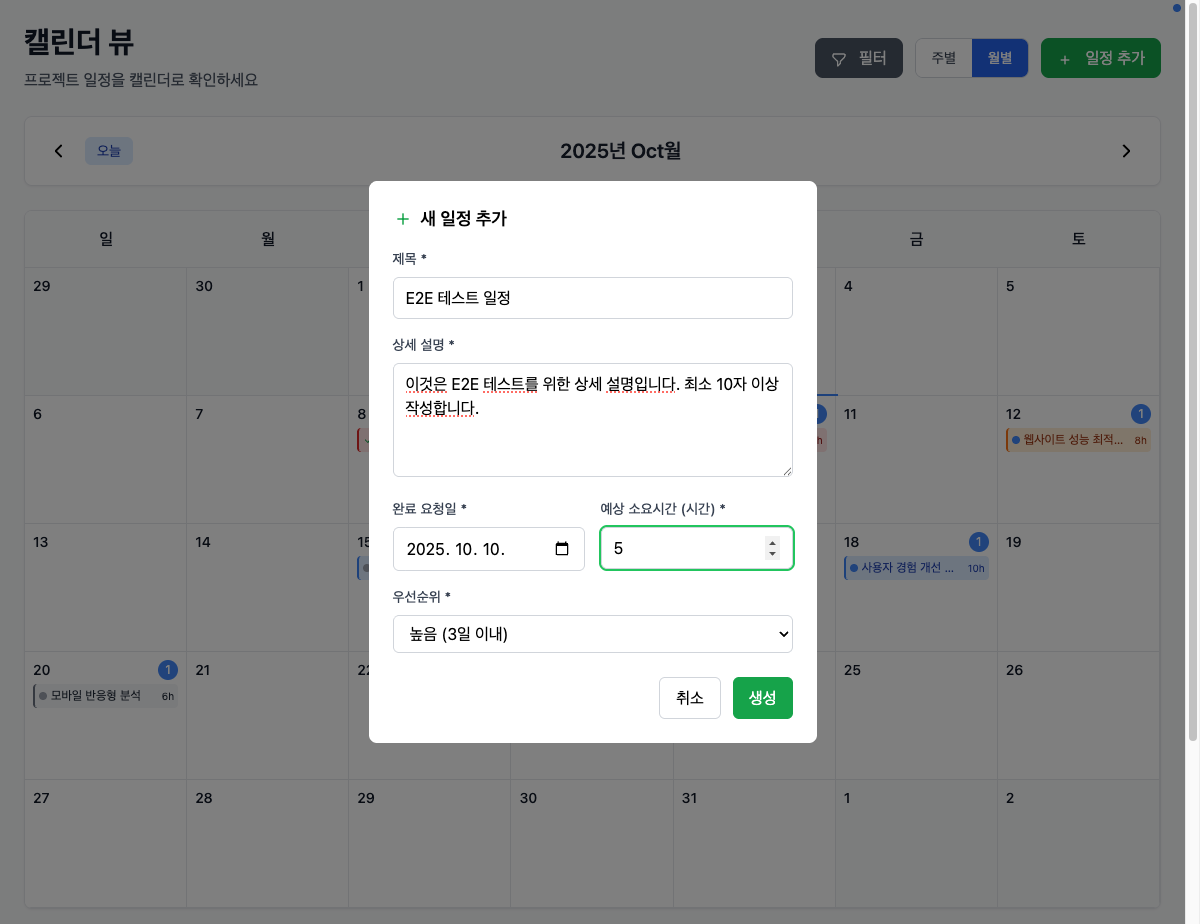 캘린더 뷰
프로젝트 일정을 캘린더로 확인하세요
필터
주별
월별
+ 일정 추가
오늘
2025년 Oct월
일
월
금
토
29
30
1
4
5
6
7
8
h
11
12
1
웹사이트 성능 최적...
8h
13
14
15
18
1
사용자 경험 개선 ...
10h
19
20
1
모바일 반응형 분석
6h
21
22
25
26
27
28
29
30
31
1
2
+ 새 일정 추가
제목 *
E2E 테스트 일정
상세 설명 *
이것은 E2E 테스트를 위한 상세 설명입니다. 최소 10자 이상
작성합니다.
완료 요청일 *
예상 소요시간 (시간) *
2025. 10. 10.
5
우선순위 *
높음 (3일 이내)
취소
생성